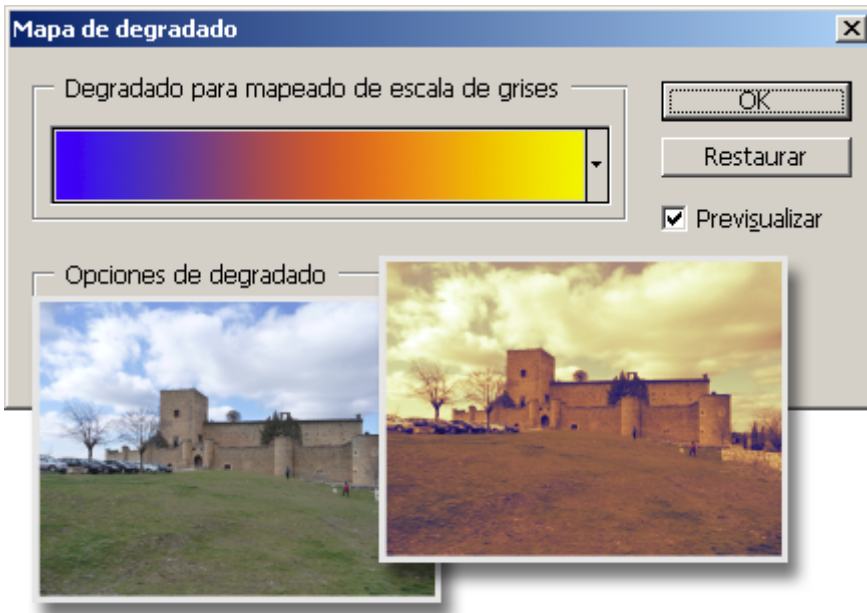 Mapa de degradado
Degradado para mapeado de escala de grises
OK
Restaurar
Previsualizar
Opciones de degradado